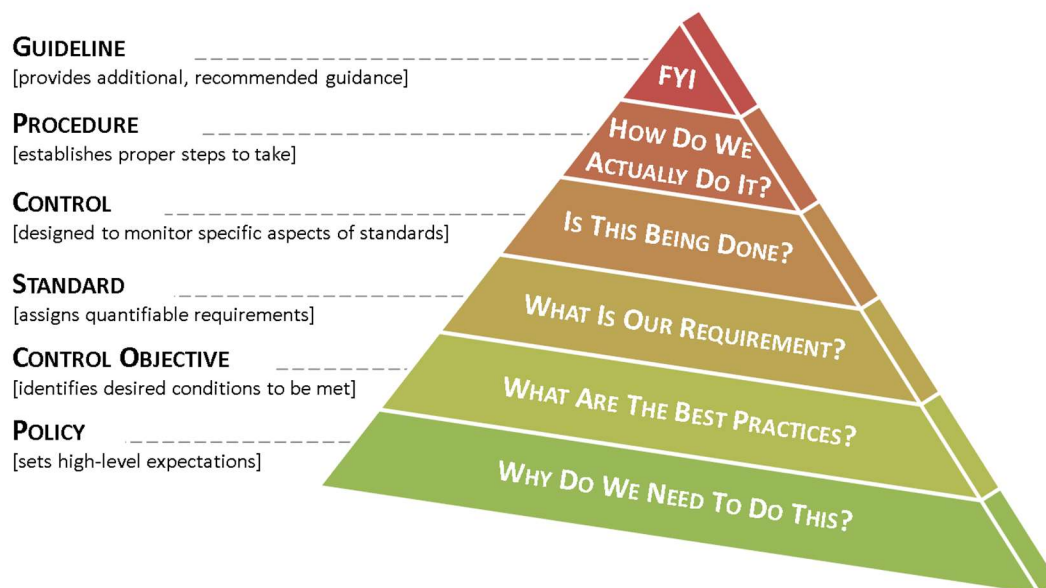 GUIDELINE
[provides additional, recommended guidance]
PROCEDURE
[establishes proper steps to take]
CONTROL
[designed to monitor specific aspects of standards]
STANDARD
[assigns quantifiable requirements]
CONTROL OBJECTIVE
[identifies desired conditions to be met]
POLICY
[sets high-level expectations]
FYI
HOW DO WE
ACTUALLY DO IT?
IS THIS BEING DONE?
WHAT IS OUR REQUIREMENT?
WHAT ARE THE BEST PRACTICES?
WHY DO WE NEED TO DO THIS?